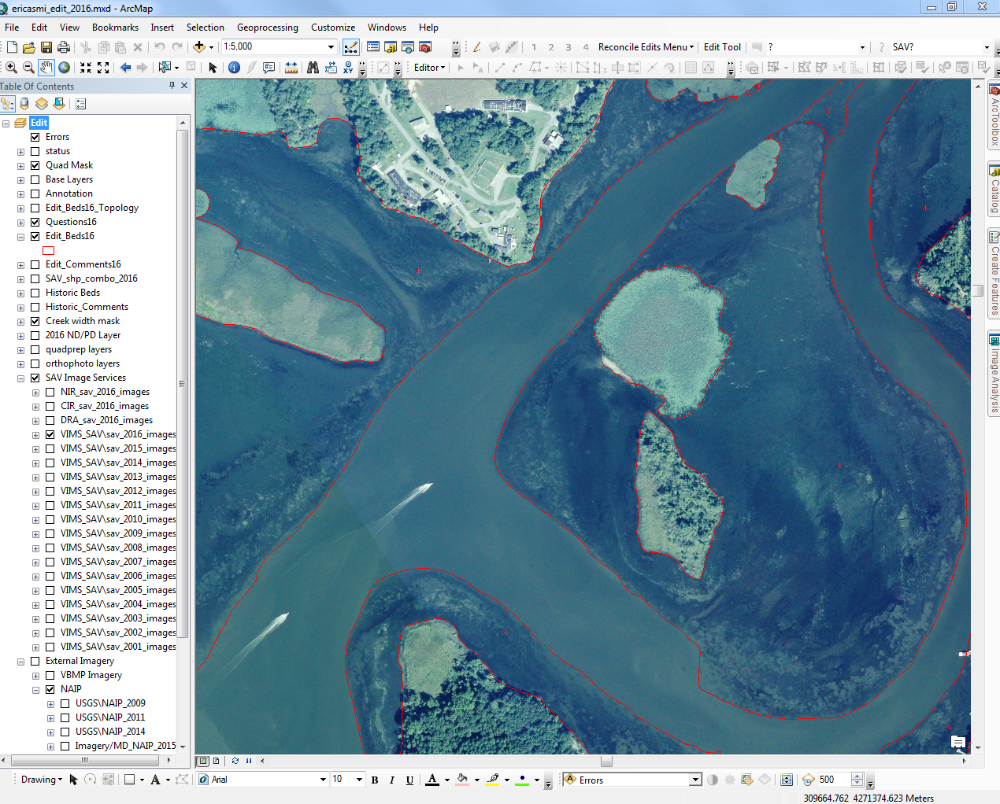 ericasmi_edit_2016.mxd - ArcMap
File Edit View Bookmarks Insert Selection Geoprocessing Customize Windows Help
1:5,000 1 2 3 4 Reconcile Edits Menu Edit Tool ? ? SAV?
Editor
Table Of Contents
Edit
Errors
status
Quad Mask
Base Layers
Annotation
Edit_Beds16_Topology
Questions16
Edit_Beds16
Edit_Comments16
SAV_shp_combo_2016
Historic Beds
Historic_Comments
Creek width mask
2016 ND/PD Layer
quadprep layers
orthophoto layers
SAV Image Services
NIR_sav_2016_images
CIR_sav_2016_images
DRA_sav_2016_images
VIMS_SAV\sav_2016_images
VIMS_SAV\sav_2015_images
VIMS_SAV\sav_2014_images
VIMS_SAV\sav_2013_images
VIMS_SAV\sav_2012_images
VIMS_SAV\sav_2011_images
VIMS_SAV\sav_2010_images
VIMS_SAV\sav_2009_images
VIMS_SAV\sav_2008_images
VIMS_SAV\sav_2007_images
VIMS_SAV\sav_2006_images
VIMS_SAV\sav_2005_images
VIMS_SAV\sav_2004_images
VIMS_SAV\sav_2003_images
VIMS_SAV\sav_2002_images
VIMS_SAV\sav_2001_images
External Imagery
VBMP Imagery
NAIP
USGS\NAIP_2009
USGS\NAIP_2011
USGS\NAIP_2014
Imagery/MD_NAIP_2015
ArcToolbox
Catalog
Create Features
Image Analysis
2
4
4
4
4
Drawing Arial 10 B I U A Errors 500
309664.762 4271374.623 Meters